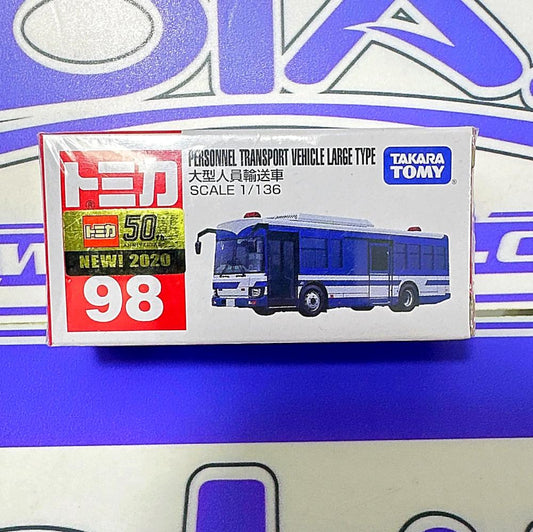 トミカ
トミカ 50th
ANNIVERSARY
NEW! 2020
98
PERSONNEL TRANSPORT VEHICLE LARGE TYPE
大型人員輸送車
SCALE 1/136
TAKARA
TOMY